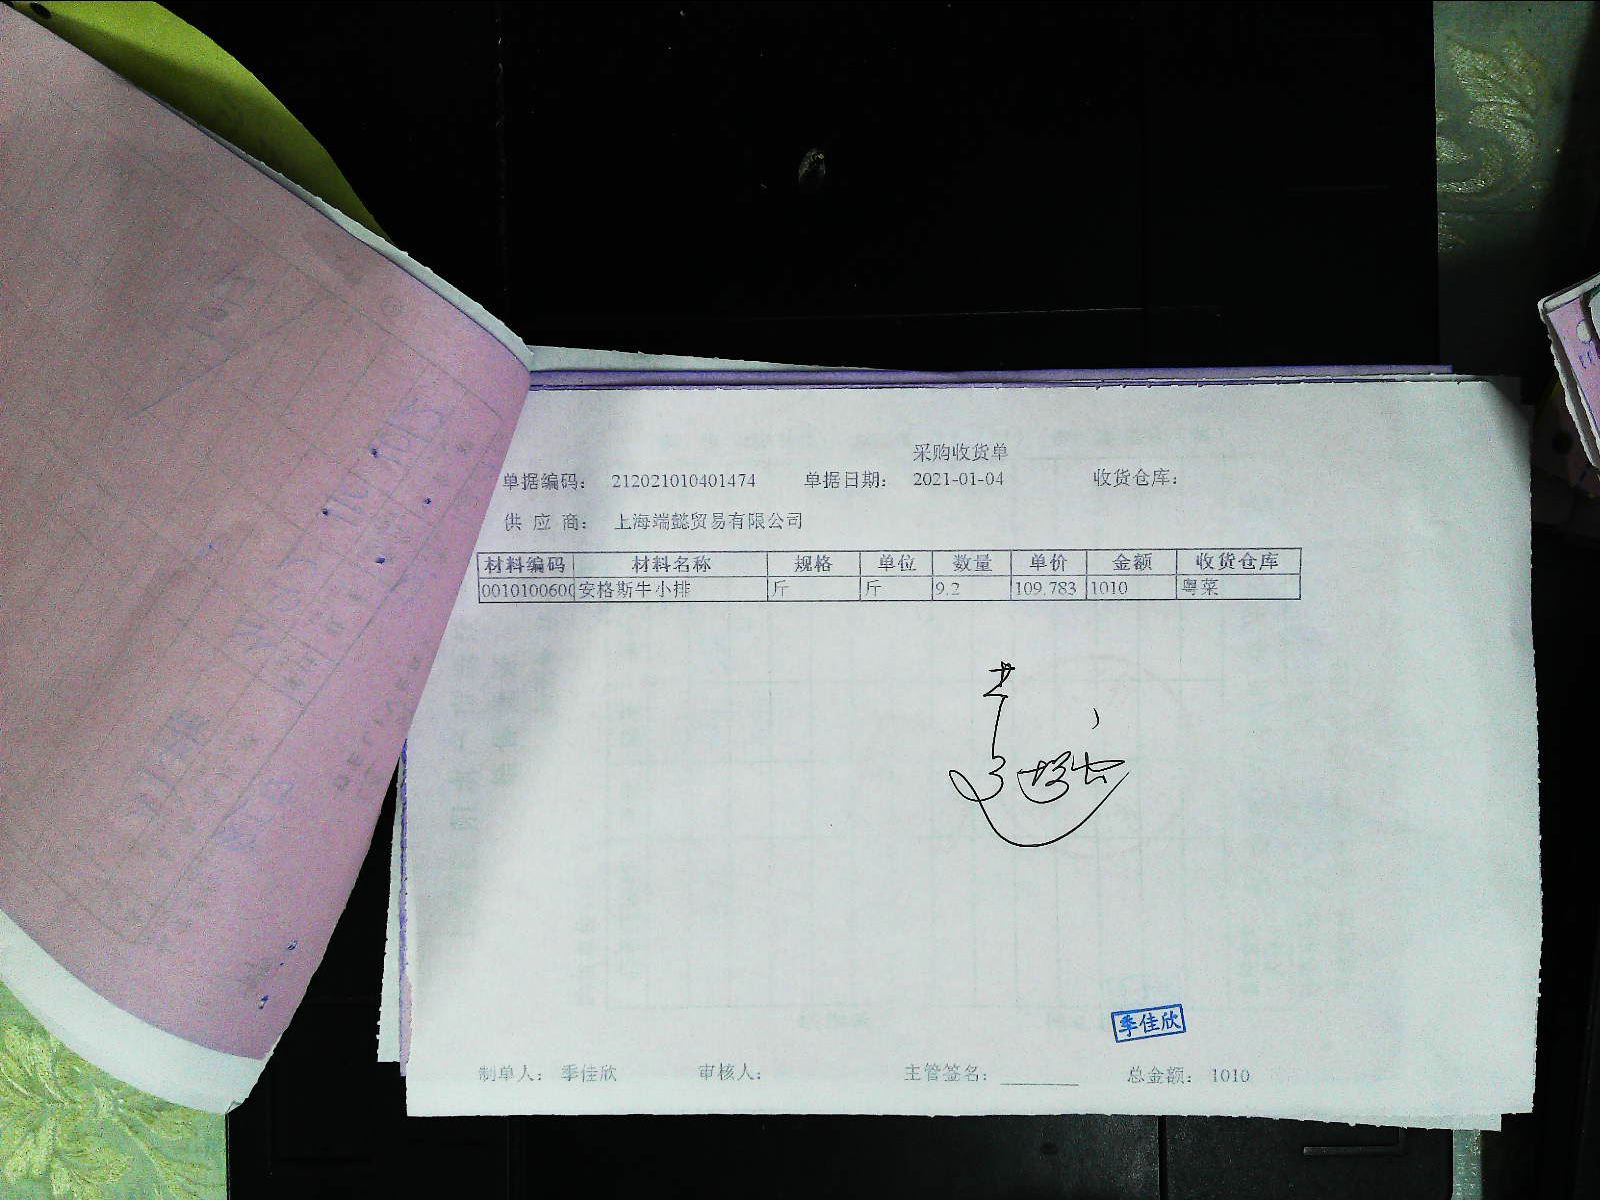 采购收货单
单据编码： 212021010401474 单据日期： 2021-01-04 收货仓库：
供 应 商： 上海端懿贸易有限公司
材料编码 材料名称 规格 单位 数量 单价 金额 收货仓库
0010100600 安格斯牛小排 斤 斤 9.2 109.783 1010 粤菜
季佳欣
制单人： 季佳欣 审核人： 主管签名： 总金额： 1010